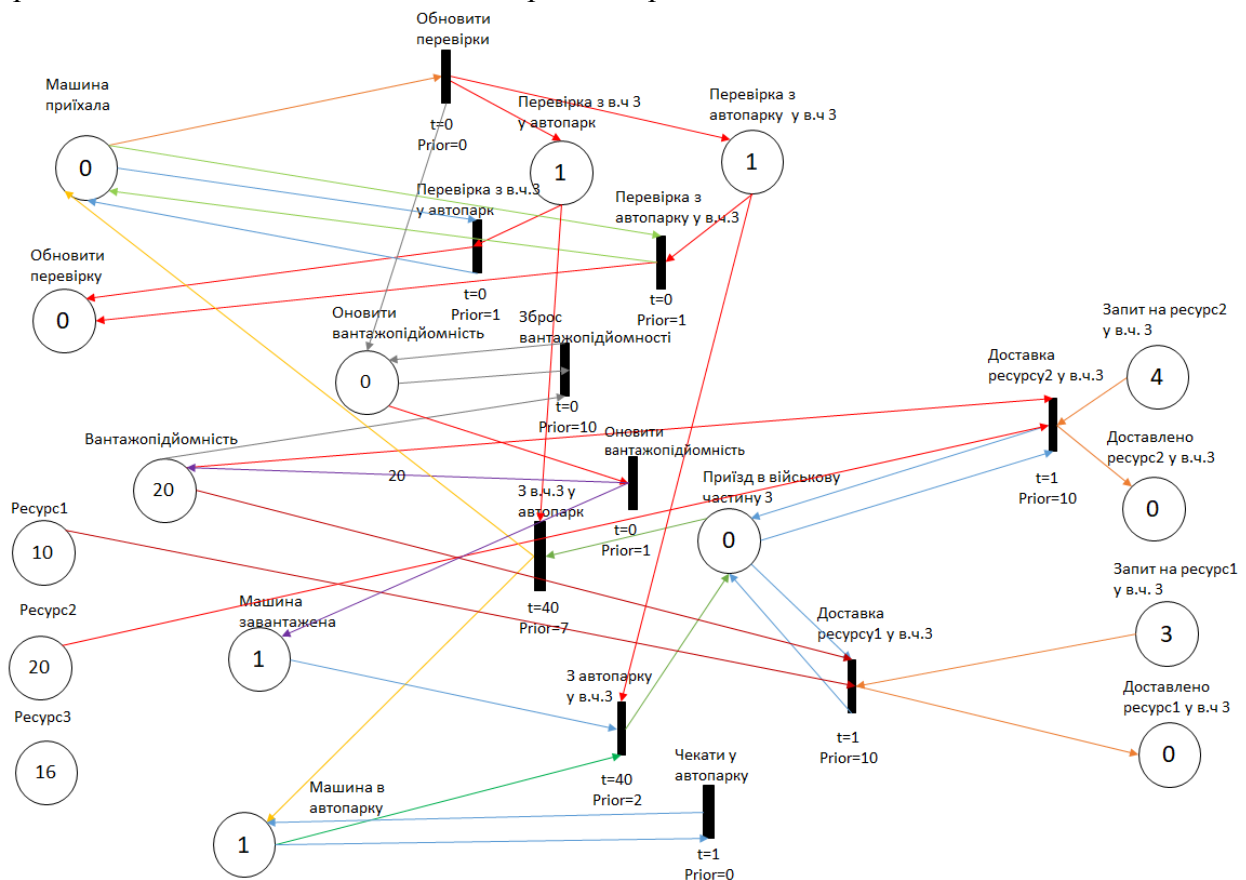 Обновити
перевірки
t=0
Prior=0
Машина
приїхала
0
Перевірка з в.ч 3
у автопарк
1
Перевірка з
автопарку у в.ч 3
1
Перевірка з в.ч.3
у автопарк
t=0
Prior=1
Перевірка з
автопарку у в.ч.3
t=0
Prior=1
Обновити
перевірку
0
Оновити
вантажопідйомність
0
Зброс
вантажопідйомності
t=0
Prior=10
Запит на ресурс2
у в.ч. 3
4
Доставка
ресурсу2 у в.ч.3
t=1
Prior=10
Доставлено
ресурс2 у в.ч.3
0
Вантажопідйомність
20
20
Оновити
вантажопідйомність
t=0
Prior=1
З в.ч.3 у
автопарк
t=40
Prior=7
Приїзд в військову
частину 3
0
Ресурс1
10
Ресурс2
20
Ресурс3
16
Машина
завантажена
1
Запит на ресурс1
у в.ч. 3
3
Доставка
ресурсу1 у в.ч.3
t=1
Prior=10
Доставлено
ресурс1 у в.ч 3
0
З автопарку
у в.ч.3
t=40
Prior=2
Чекати у
автопарку
t=1
Prior=0
Машина в
автопарку
1